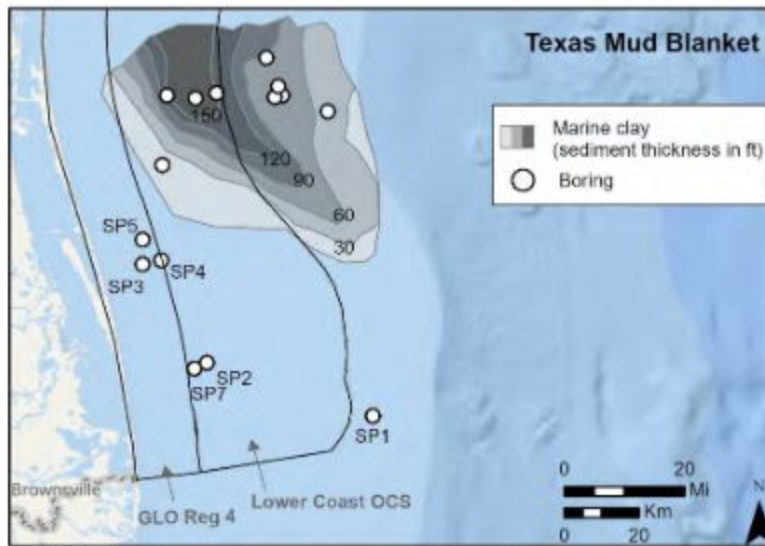 Texas Mud Blanket
Marine clay
(sediment thickness in ft)
Boring
150
120
90
60
30
SP5
SP4
SP3
SP2
SP7
SP1
Brownsville
GLO Reg 4
Lower Coast OCS
0 20
Mi
Km
0 20
N